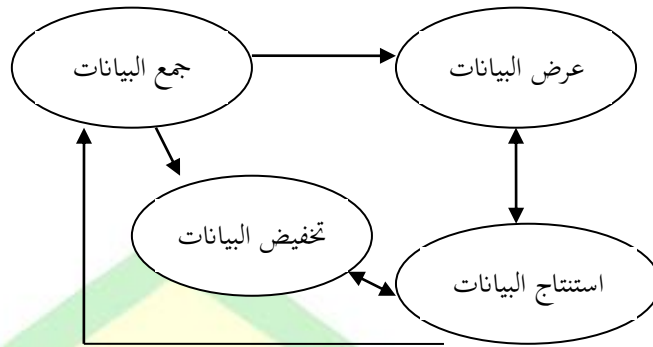 جمع البيانات
عرض البيانات
تخفيض البيانات
استنتاج البيانات